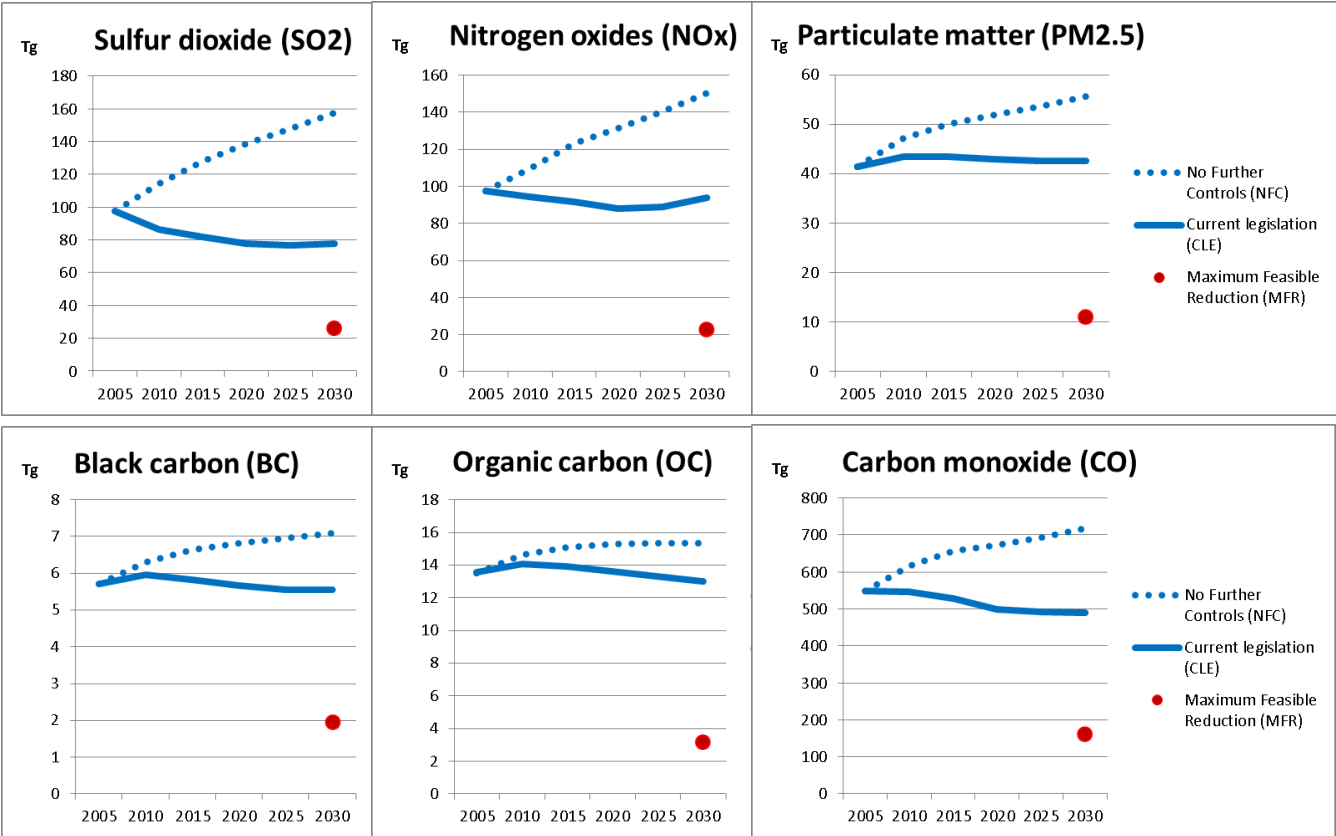 Tg
Sulfur dioxide (SO2)
180
160
140
120
100
80
60
40
20
0
2005 2010 2015 2020 2025 2030
Nitrogen oxides (NOx)
Tg
160
140
120
100
80
60
40
20
0
2005 2010 2015 2020 2025 2030
Tg
Particulate matter (PM2.5)
60
50
40
30
20
10
0
2005 2010 2015 2020 2025 2030
No Further
Controls (NFC)
Current legislation
(CLE)
Maximum Feasible
Reduction (MFR)
Tg
Black carbon (BC)
8
7
6
5
4
3
2
1
0
2005 2010 2015 2020 2025 2030
Tg
Organic carbon (OC)
18
16
14
12
10
8
6
4
2
0
2005 2010 2015 2020 2025 2030
Tg
Carbon monoxide (CO)
800
700
600
500
400
300
200
100
0
2005 2010 2015 2020 2025 2030
No Further
Controls (NFC)
Current legislation
(CLE)
Maximum Feasible
Reduction (MFR)